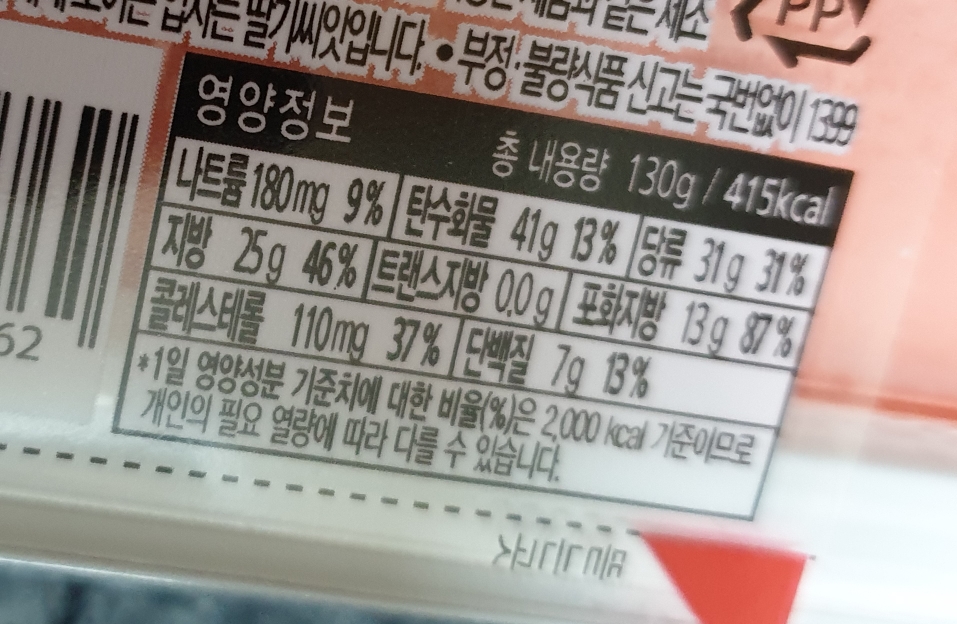 같은 제조
PP
딸기씨앗입니다. ● 부정·불량식품 신고는 국번없이 1399
영양정보
총 내용량 130g / 415kcal
나트륨 180mg 9% 탄수화물 41g 13% 당류 31g 31%
지방 25g 46% 트랜스지방 0.0g 포화지방 13g 87%
콜레스테롤 110mg 37% 단백질 7g 13%
*1일 영양성분 기준치에 대한 비율(%)은 2,000 kcal 기준이므로
개인의 필요 열량에 따라 다를 수 있습니다.
62